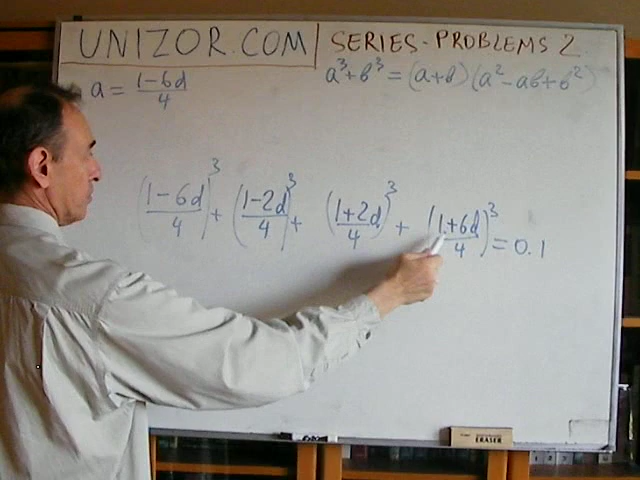 UNIZOR.COM | SERIES-PROBLEMS 2
a = (1-6d)/4
a³+b³=(a+b)(a²-ab+b²)
((1-6d)/4)³ + ((1-2d)/4)³ + ((1+2d)/4)³ + ((1+6d)/4)³ = 0.1
ERASER